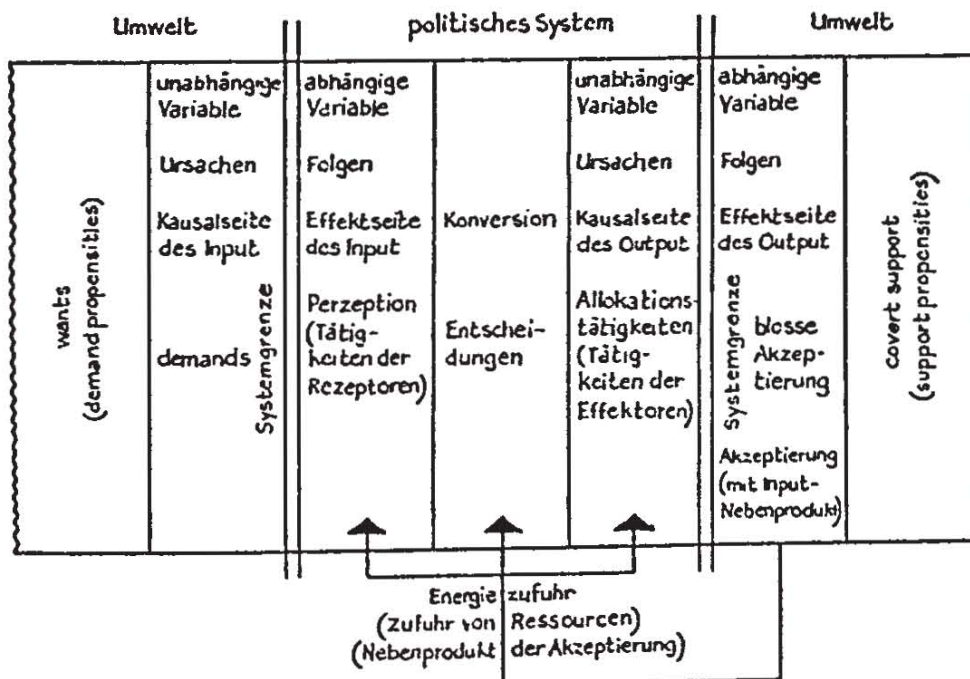 Umwelt
politisches System
Umwelt
wants
(demand propensities)
unabhängige
Variable
Ursachen
Kausalseite
des Input
demands
Systemgrenze
abhängige
Variable
Folgen
Effektseite
des Input
Perzeption
(Tätig-
keiten der
Rezeptoren)
Konversion
Entschei-
dungen
unabhängige
Variable
Ursachen
Kausalseite
des Output
Allokations-
tätigkeiten
(Tätig-
keiten der
Effektoren)
Systemgrenze
abhängige
Variable
Folgen
Effektseite
des Output
blosse
Akzep-
tierung
Akzeptierung
(mit Input-
Nebenprodukt)
covert support
(support propensities)
Energie zufuhr
(Zufuhr von Ressourcen)
(Nebenprodukt der Akzeptierung)